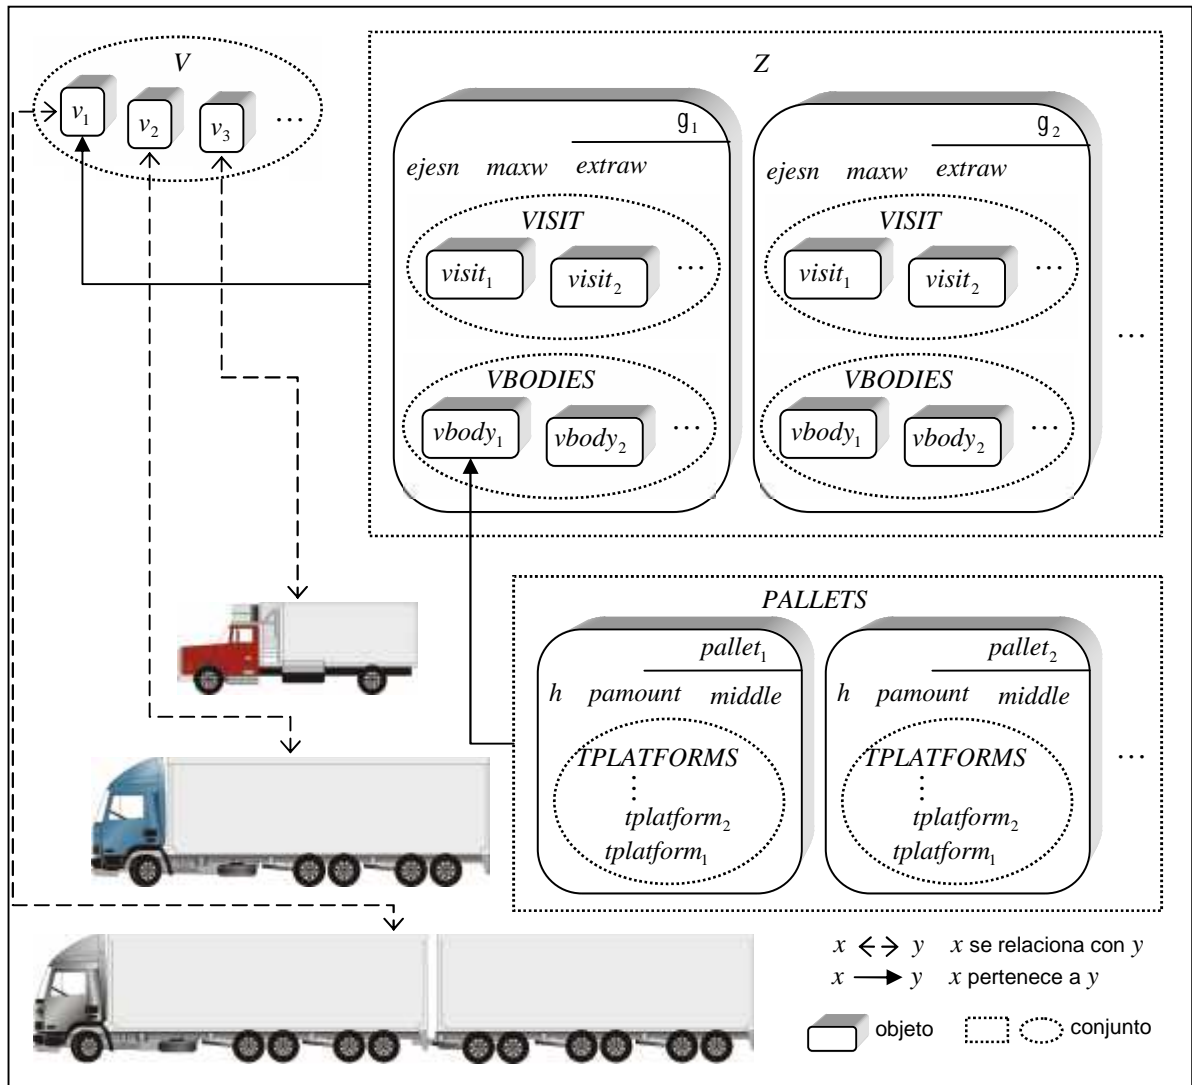 V
v₁ v₂ v₃ ...
Z
g₁
ejesn maxw extraw
VISIT
visit₁ visit₂ ...
VBODIES
vbody₁ vbody₂ ...
g₂
ejesn maxw extraw
VISIT
visit₁ visit₂ ...
VBODIES
vbody₁ vbody₂ ...
...
PALLETS
pallet₁
h pamount middle
TPLATFORMS
⋮
tplatform₂
tplatform₁
pallet₂
h pamount middle
TPLATFORMS
⋮
tplatform₂
tplatform₁
...
x ↔ y x se relaciona con y
x → y x pertenece a y
objeto conjunto